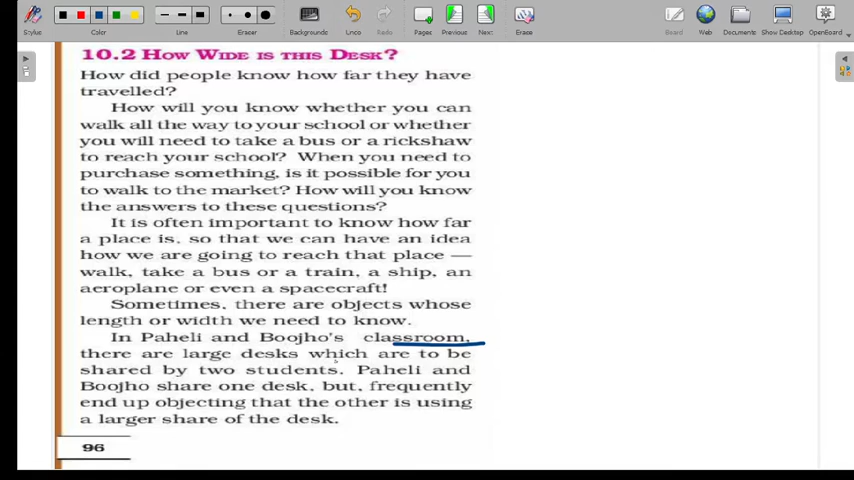 Stylus
Color
Line
Backgrounds
Undo
Redo
Pages
Previous
Next
Erase
Board
Web
Documents
Show Desktop
OpenBoard
10.2 HOW WIDE IS THIS DESK?
How did people know how far they have
travelled?
How will you know whether you can
walk all the way to your school or whether
you will need to take a bus or a rickshaw
to reach your school? When you need to
purchase something, is it possible for you
to walk to the market? How will you know
the answers to these questions?
It is often important to know how far
a place is, so that we can have an idea
how we are going to reach that place —
walk, take a bus or a train, a ship, an
aeroplane or even a spacecraft!
Sometimes, there are objects whose
length or width we need to know.
In Paheli and Boojho's classroom,
there are large desks which are to be
shared by two students. Paheli and
Boojho share one desk, but, frequently
end up objecting that the other is using
a larger share of the desk.
96